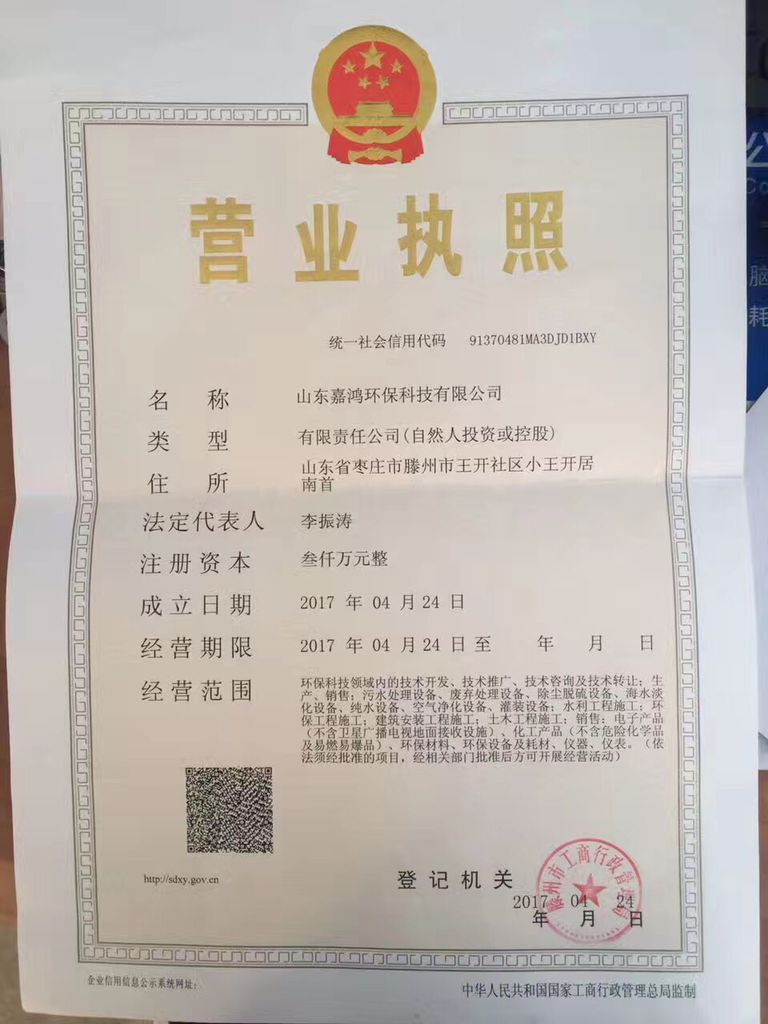 营业执照
统一社会信用代码 91370481MA3DJD1BXY
名称 山东嘉鸿环保科技有限公司
类型 有限责任公司(自然人投资或控股)
住所 山东省枣庄市滕州市王开社区小王开居
南首
法定代表人 李振涛
注册资本 叁仟万元整
成立日期 2017 年 04 月 24 日
经营期限 2017 年 04 月 24 日 至 年 月 日
经营范围 环保科技领域内的技术开发、技术推广、技术咨询及技术转让；生
产、销售：污水处理设备、废弃处理设备、除尘脱硫设备、海水淡
化设备、纯水设备、空气净化设备、灌装设备；水利工程施工；环
保工程施工；建筑安装工程施工；土木工程施工；销售：电子产品
（不含卫星广播电视地面接收设施）、化工产品（不含危险化学品
及易燃易爆品）、环保材料、环保设备及耗材、仪器、仪表。（依
法须经批准的项目，经相关部门批准后方可开展经营活动）
http://sdxy.gov.cn
登记机关
滕州市工商行政管理局
2017 04 24
年 月 日
企业信用信息公示系统网址：
中华人民共和国国家工商行政管理总局监制
公
Co
脑
耗